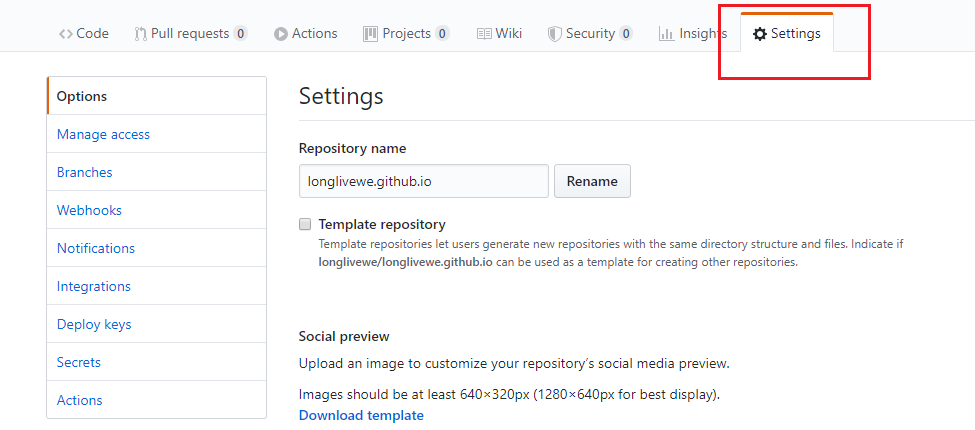 Code Pull requests 0 Actions Projects 0 Wiki Security 0 Insights Settings
Options
Manage access
Branches
Webhooks
Notifications
Integrations
Deploy keys
Secrets
Actions
Settings
Repository name
longlivewe.github.io Rename
Template repository
Template repositories let users generate new repositories with the same directory structure and files. Indicate if
longlivewe/longlivewe.github.io can be used as a template for creating other repositories.
Social preview
Upload an image to customize your repository's social media preview.
Images should be at least 640×320px (1280×640px for best display).
Download template